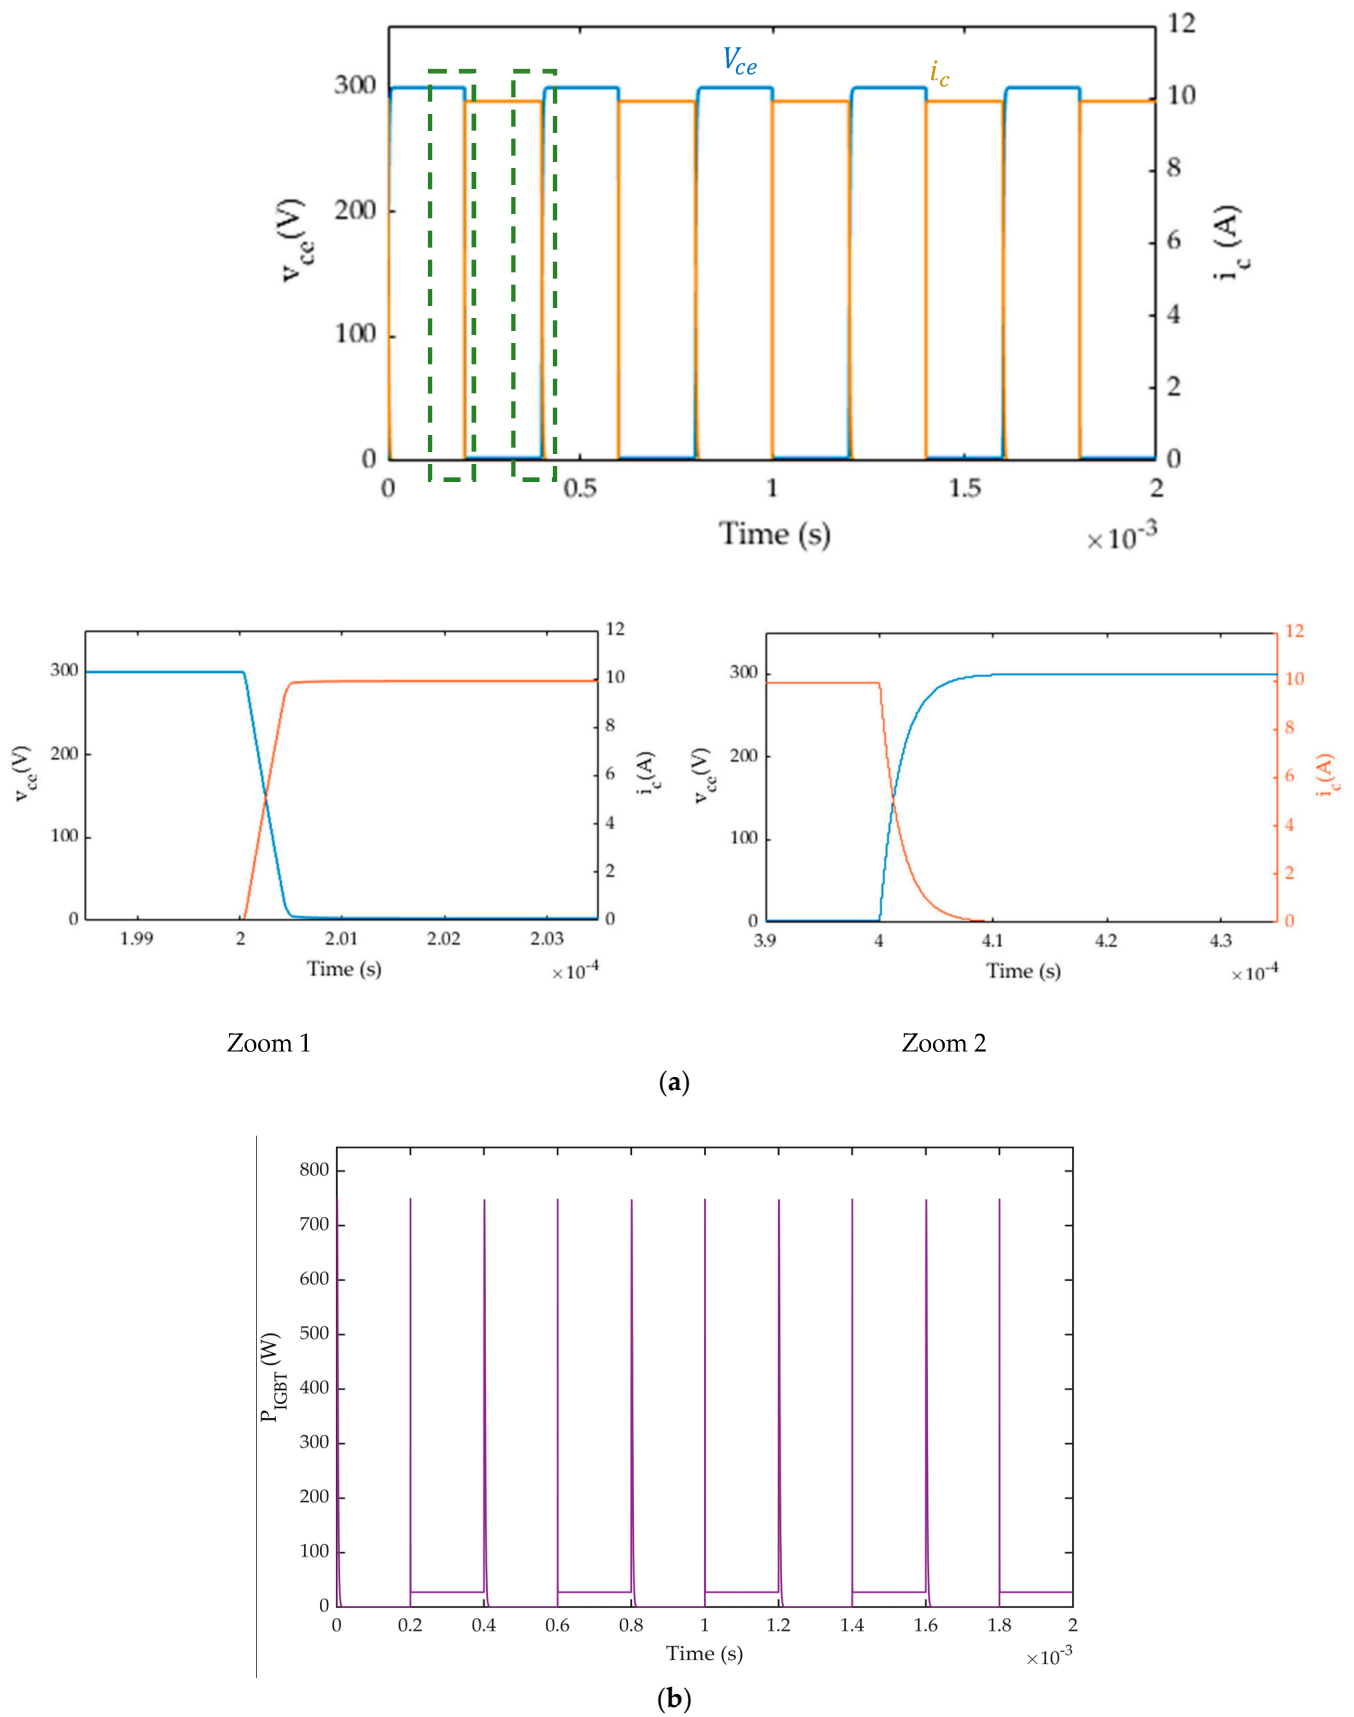 V_ce i_c
12
10
8
6
4
2
0
300
200
100
0
v_ce(V)
i_c (A)
0 0.5 1 1.5 2
Time (s) ×10^-3
300
200
100
0
v_ce(V)
12
10
8
6
4
2
0
i_c(A)
1.99 2 2.01 2.02 2.03
Time (s) ×10^-4
300
200
100
0
v_ce(V)
12
10
8
6
4
2
0
i_c(A)
3.9 4 4.1 4.2 4.3
Time (s) ×10^-4
Zoom 1 Zoom 2
(a)
800
700
600
500
400
300
200
100
0
P_IGBT (W)
0 0.2 0.4 0.6 0.8 1 1.2 1.4 1.6 1.8 2
Time (s) ×10^-3
(b)